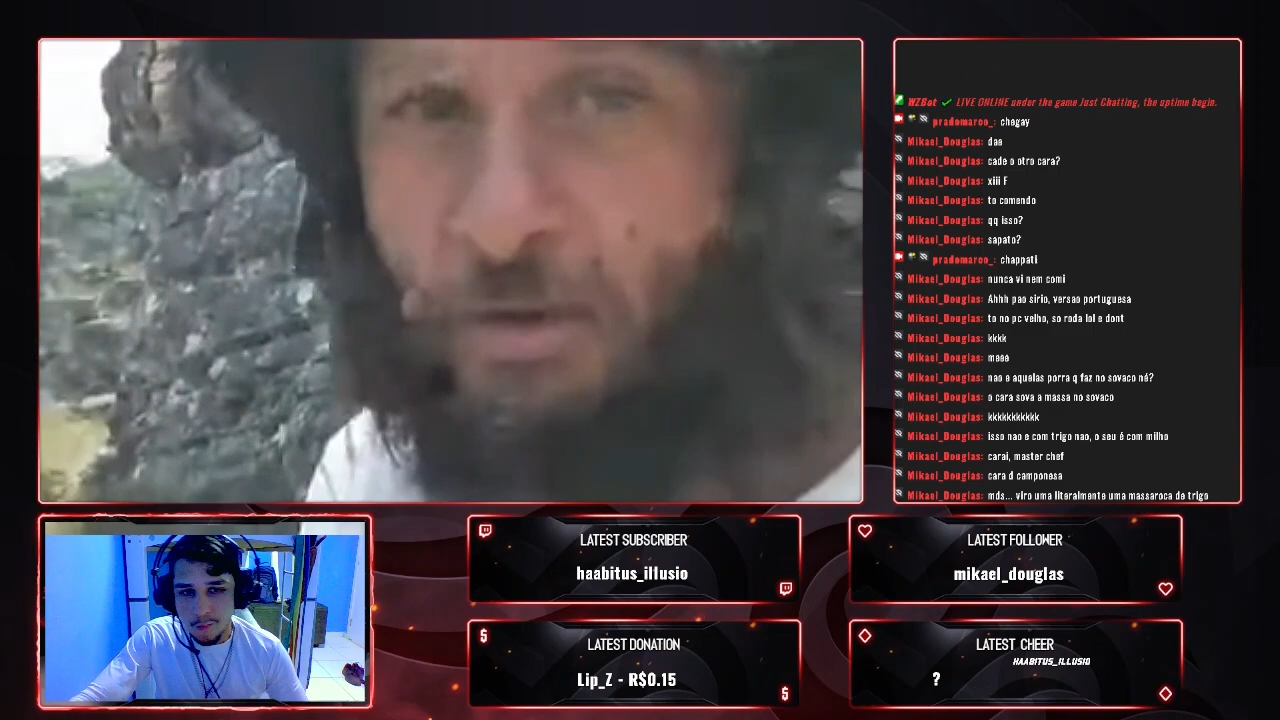 WZBot LIVE ONLINE under the game Just Chatting, the uptime begin.
pradomarco_: chegay
Mikael_Douglas: dae
Mikael_Douglas: cade o otro cara?
Mikael_Douglas: xiii F
Mikael_Douglas: to comendo
Mikael_Douglas: qq isso?
Mikael_Douglas: sapato?
pradomarco_: chappati
Mikael_Douglas: nunca vi nem comi
Mikael_Douglas: Ahhh pao sirio, versao portuguesa
Mikael_Douglas: to no pc velho, so roda lol e dont
Mikael_Douglas: kkkk
Mikael_Douglas: meee
Mikael_Douglas: nao e aquelas porra q faz no sovaco né?
Mikael_Douglas: o cara sova a massa no sovaco
Mikael_Douglas: kkkkkkkkkkk
Mikael_Douglas: isso nao e com trigo nao, o seu é com milho
Mikael_Douglas: carai, master chef
Mikael_Douglas: cara d camponesa
Mikael_Douglas: mds... viro uma literalmente uma massaroca de trigo
LATEST SUBSCRIBER
haabitus_illusio
LATEST FOLLOWER
mikael_douglas
LATEST DONATION
Lip_Z - R$0.15
LATEST CHEER
HAABITUS_ILLUSIO
?